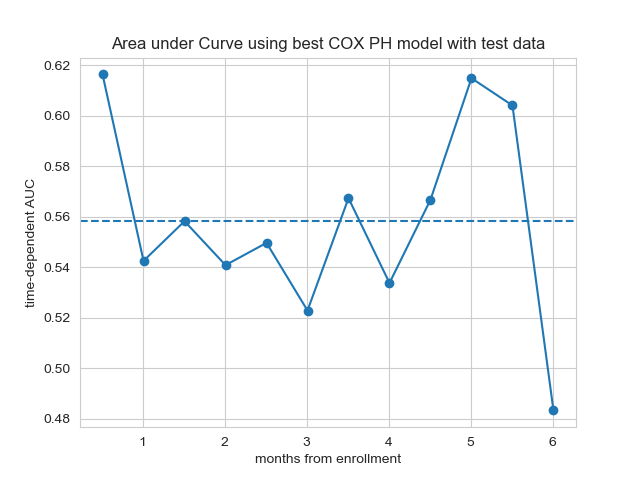 Area under Curve using best COX PH model with test data
0.62
0.60
0.58
0.56
0.54
0.52
0.50
0.48
time-dependent AUC
1 2 3 4 5 6
months from enrollment